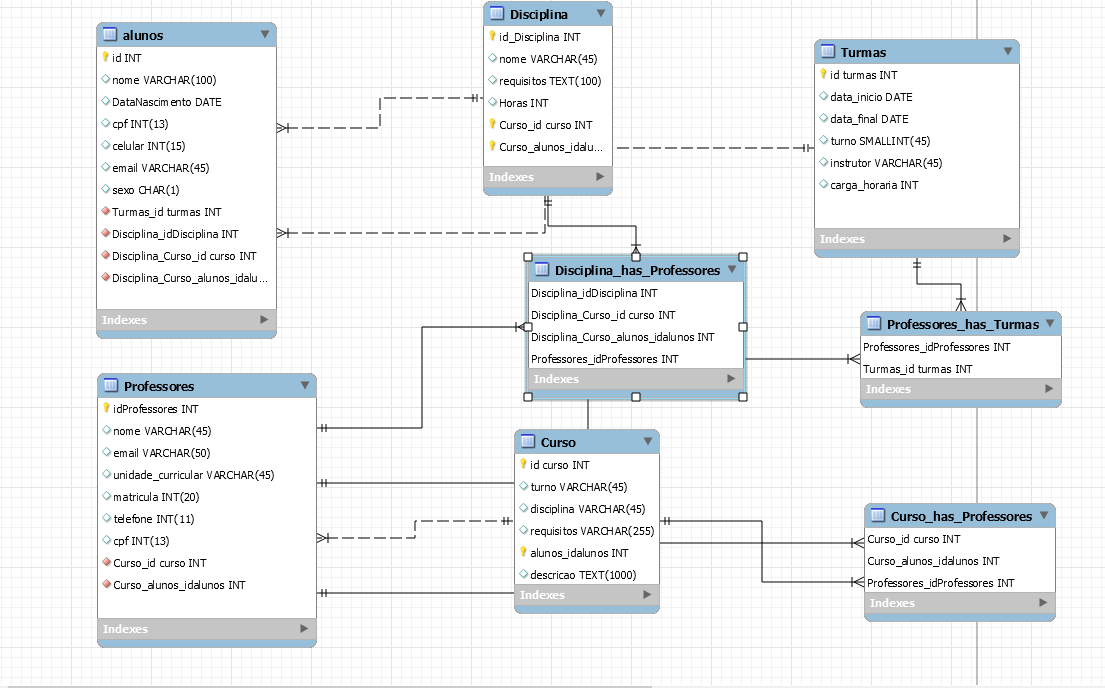 alunos
id INT
nome VARCHAR(100)
DataNascimento DATE
cpf INT(13)
celular INT(15)
email VARCHAR(45)
sexo CHAR(1)
Turmas_id turmas INT
Disciplina_idDisciplina INT
Disciplina_Curso_id curso INT
Disciplina_Curso_alunos_idalu...
Indexes
Disciplina
id_Disciplina INT
nome VARCHAR(45)
requisitos TEXT(100)
Horas INT
Curso_id curso INT
Curso_alunos_idalu...
Indexes
Turmas
id turmas INT
data_inicio DATE
data_final DATE
turno SMALLINT(45)
instrutor VARCHAR(45)
carga_horaria INT
Indexes
Disciplina_has_Professores
Disciplina_idDisciplina INT
Disciplina_Curso_id curso INT
Disciplina_Curso_alunos_idalunos INT
Professores_idProfessores INT
Indexes
Professores_has_Turmas
Professores_idProfessores INT
Turmas_id turmas INT
Indexes
Professores
idProfessores INT
nome VARCHAR(45)
email VARCHAR(50)
unidade_curricular VARCHAR(45)
matricula INT(20)
telefone INT(11)
cpf INT(13)
Curso_id curso INT
Curso_alunos_idalunos INT
Indexes
Curso
id curso INT
turno VARCHAR(45)
disciplina VARCHAR(45)
requisitos VARCHAR(255)
alunos_idalunos INT
descricao TEXT(1000)
Indexes
Curso_has_Professores
Curso_id curso INT
Curso_alunos_idalunos INT
Professores_idProfessores INT
Indexes